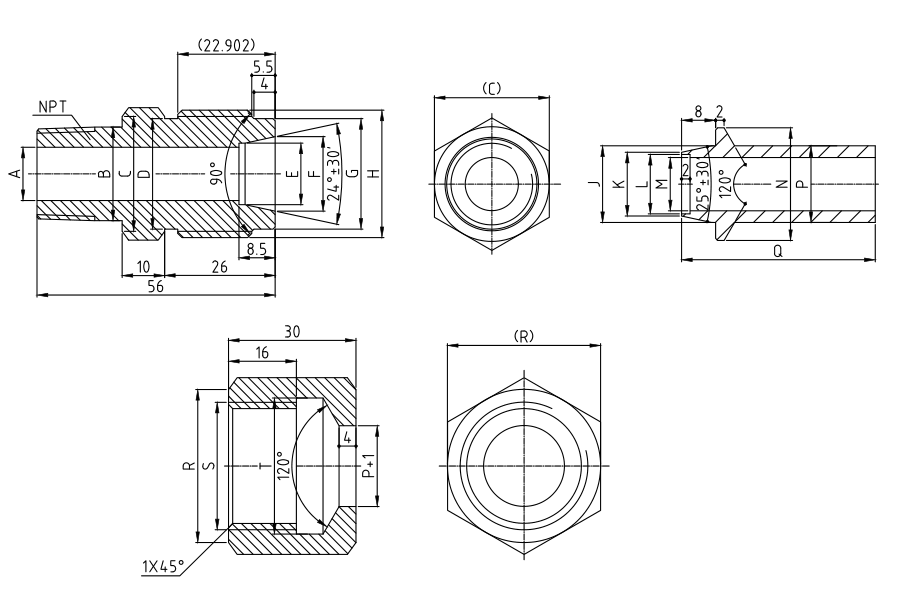 (22.902)
5.5
4
NPT
A
B
C
D
90°
E
F
24°±30'
G
H
8.5
10
26
56
(C)
8
2
J
K
L
M
2
25°±30'
120°
N
P
Q
30
16
R
S
T
120°
4
P+1
1X45°
(R)